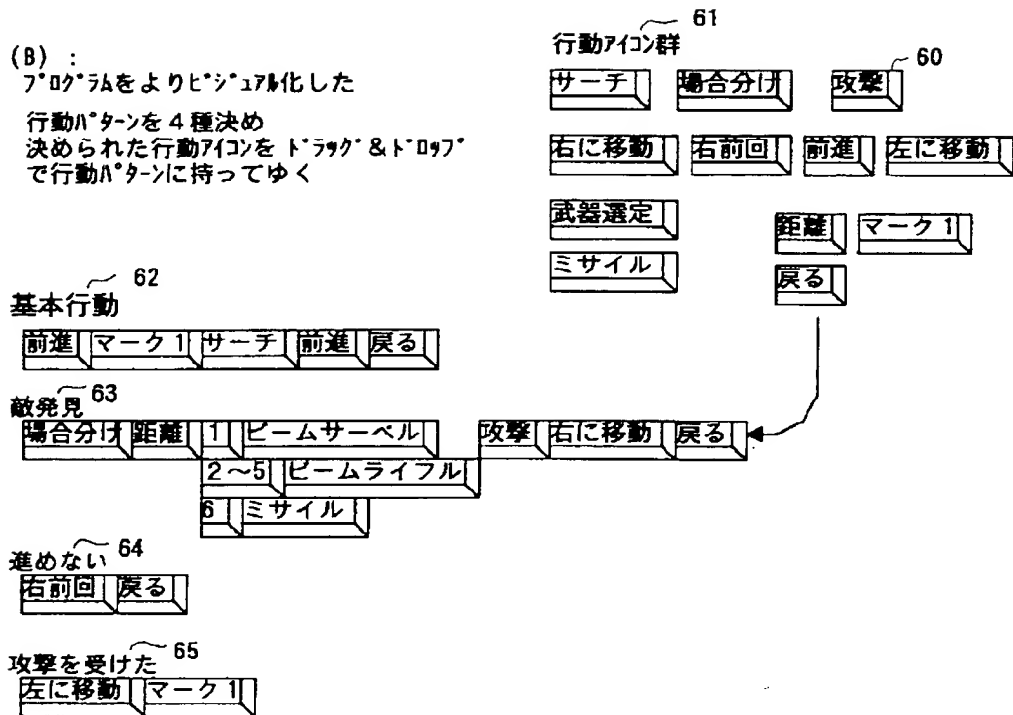 (B) :
ﾌﾟﾛｸﾞﾗﾑをよりﾋﾞｼﾞｭｱﾙ化した
行動ﾊﾟﾀｰﾝを4種決め
決められた行動ｱｲｺﾝを ﾄﾞﾗｯｸﾞ&ﾄﾞﾛｯﾌﾟ
で行動ﾊﾟﾀｰﾝに持ってゆく
61
行動ｱｲｺﾝ群
60
サーチ 場合分け 攻撃
右に移動 右前回 前進 左に移動
武器選定 距離 マーク1
ミサイル 戻る
62
基本行動
前進 マーク1 サーチ 前進 戻る
63
敵発見
場合分け 距離 1 ビームサーベル 攻撃 右に移動 戻る
2～5 ビームライフル
6 ミサイル
64
進めない
右前回 戻る
65
攻撃を受けた
左に移動 マーク1